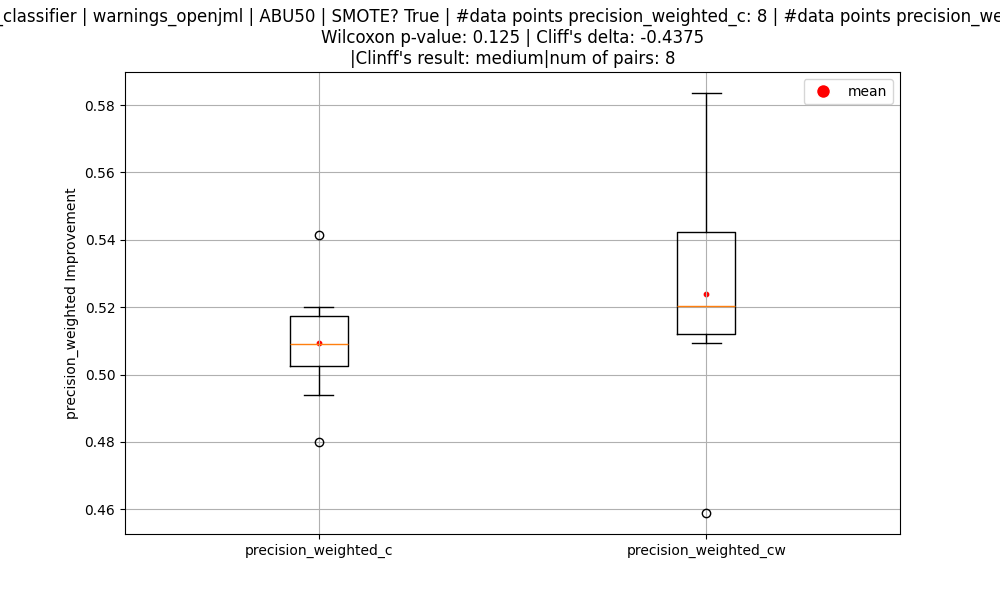 _classifier | warnings_openjml | ABU50 | SMOTE? True | #data points precision_weighted_c: 8 | #data points precision_we
Wilcoxon p-value: 0.125 | Cliff's delta: -0.4375
|Clinff's result: medium|num of pairs: 8
mean
0.58
0.56
0.54
0.52
0.50
0.48
0.46
precision_weighted Improvement
precision_weighted_c
precision_weighted_cw